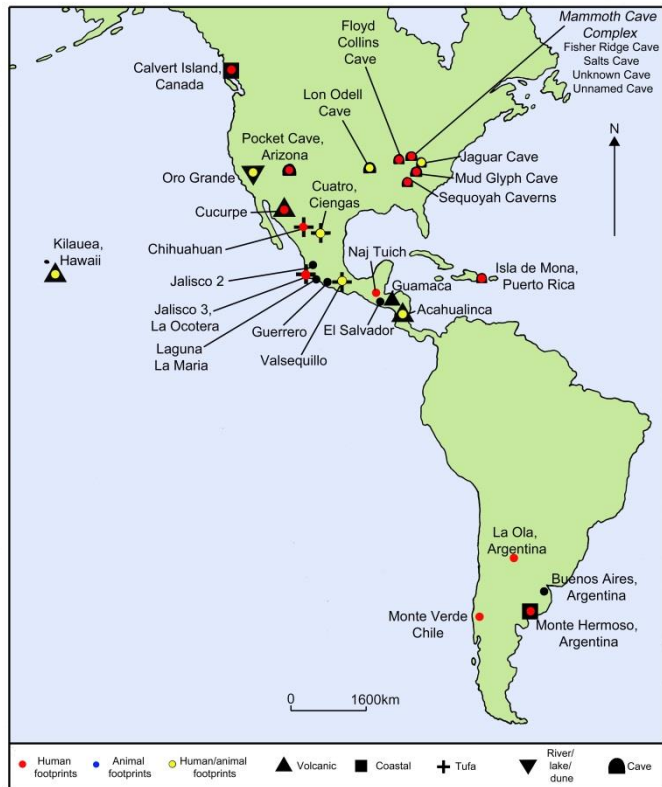 Floyd
Collins
Cave
Mammoth Cave
Complex
Fisher Ridge Cave
Salts Cave
Unknown Cave
Unnamed Cave
Calvert Island,
Canada
Lon Odell
Cave
N
Pocket Cave,
Arizona
Jaguar Cave
Oro Grande
Mud Glyph Cave
Cuatro,
Ciengas
Sequoyah Caverns
Cucurpe
Chihuahuan
Kilauea,
Hawaii
Naj Tuich
Isla de Mona,
Puerto Rica
Jalisco 2
Guamaca
Jalisco 3,
La Ocotera
Acahualinca
Guerrero
El Salvador
Laguna
La Maria
Valsequillo
La Ola,
Argentina
Buenos Aires,
Argentina
Monte Verde
Chile
Monte Hermoso,
Argentina
0 1600km
Human
footprints
Animal
footprints
Human/animal
footprints
Volcanic
Coastal
Tufa
River/
lake/
dune
Cave